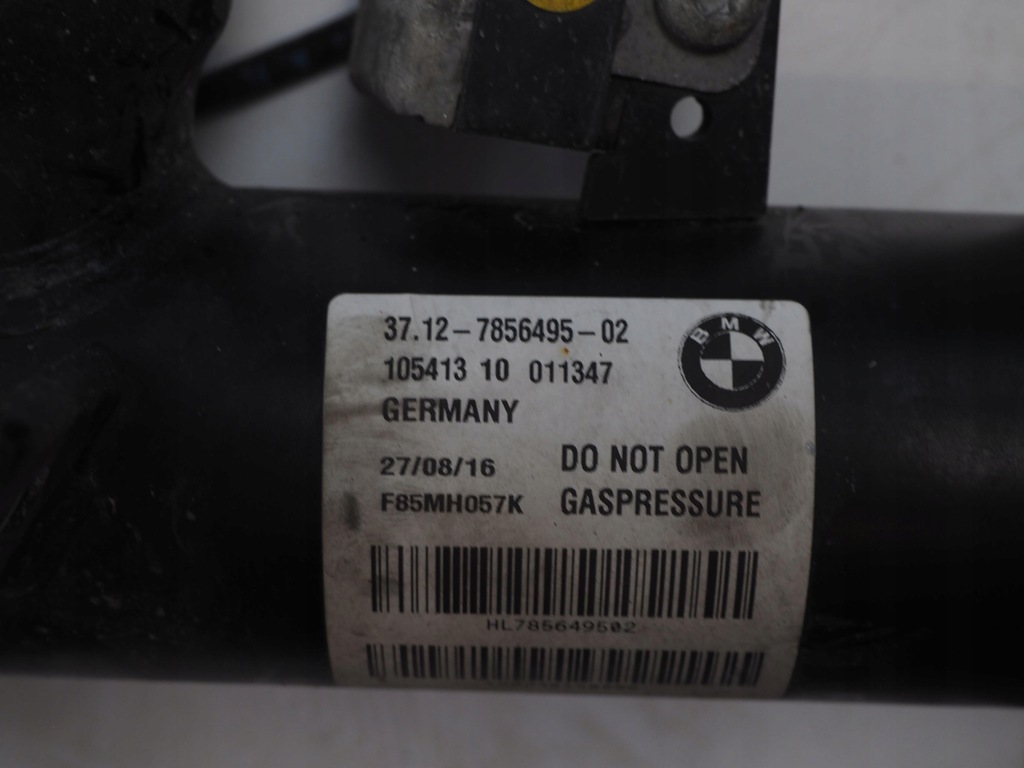 37.12-7856495-02
105413 10 011347
BMW
GERMANY
27/08/16
DO NOT OPEN
F85MH057K
GASPRESSURE
HL785649502